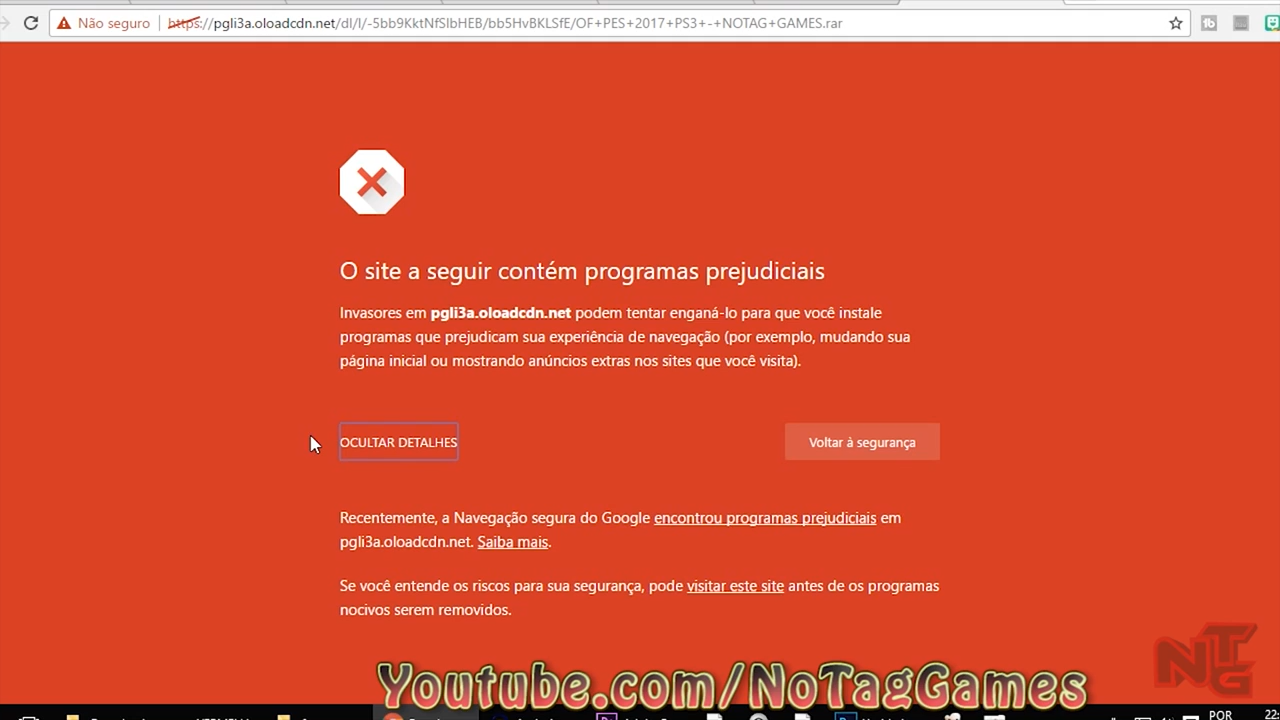 Não seguro | https://pgli3a.oloadcdn.net/dl/l/-5bb9KktNfSIbHEB/bb5HvBKLSfE/OF+PES+2017+PS3+-+NOTAG+GAMES.rar
O site a seguir contém programas prejudiciais
Invasores em pgli3a.oloadcdn.net podem tentar enganá-lo para que você instale
programas que prejudicam sua experiência de navegação (por exemplo, mudando sua
página inicial ou mostrando anúncios extras nos sites que você visita).
OCULTAR DETALHES
Voltar à segurança
Recentemente, a Navegação segura do Google encontrou programas prejudiciais em
pgli3a.oloadcdn.net. Saiba mais.
Se você entende os riscos para sua segurança, pode visitar este site antes de os programas
nocivos serem removidos.
NTG
Youtube.com/NoTagGames
POR